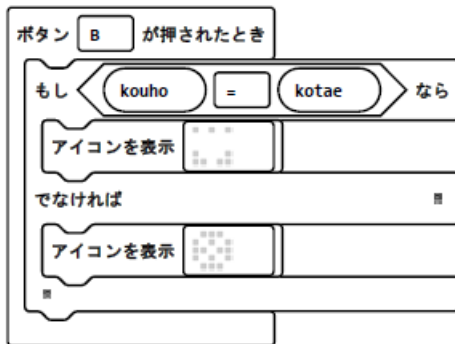 ボタン B が押されたとき
もし kouho = kotae なら
アイコンを表示
でなければ
アイコンを表示